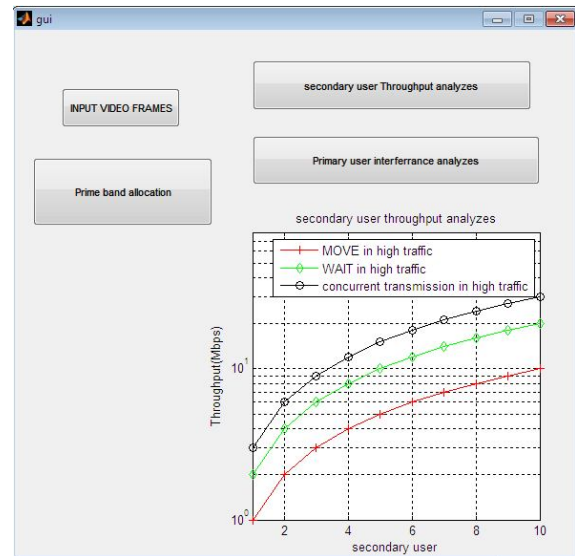 gui
secondary user Throughput analyzes
INPUT VIDEO FRAMES
Primary user interferrance analyzes
Prime band allocation
secondary user throughput analyzes
MOVE in high traffic
WAIT in high traffic
concurrent transmission in high traffic
Throughput(Mbps)
10^1
10^0
2 4 6 8 10
secondary user